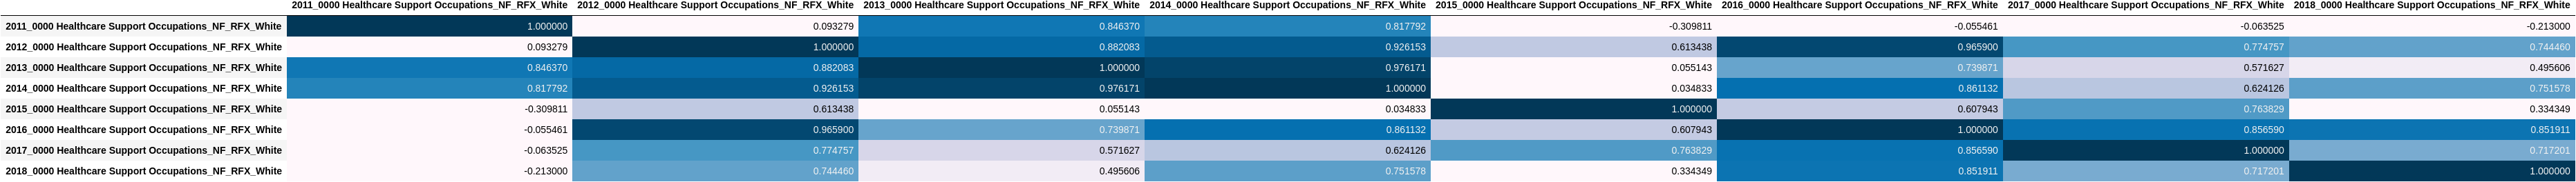 2011_0000 Healthcare Support Occupations_NF_RFX_White 2012_0000 Healthcare Support Occupations_NF_RFX_White 2013_0000 Healthcare Support Occupations_NF_RFX_White 2014_0000 Healthcare Support Occupations_NF_RFX_White 2015_0000 Healthcare Support Occupations_NF_RFX_White 2016_0000 Healthcare Support Occupations_NF_RFX_White 2017_0000 Healthcare Support Occupations_NF_RFX_White 2018_0000 Healthcare Support Occupations_NF_RFX_White
2011_0000 Healthcare Support Occupations_NF_RFX_White 1.000000 0.093279 0.846370 0.817792 -0.309811 -0.055461 -0.063525 -0.213000
2012_0000 Healthcare Support Occupations_NF_RFX_White 0.093279 1.000000 0.882083 0.926153 0.613438 0.965900 0.774757 0.744460
2013_0000 Healthcare Support Occupations_NF_RFX_White 0.846370 0.882083 1.000000 0.976171 0.055143 0.739871 0.571627 0.495606
2014_0000 Healthcare Support Occupations_NF_RFX_White 0.817792 0.926153 0.976171 1.000000 0.034833 0.861132 0.624126 0.751578
2015_0000 Healthcare Support Occupations_NF_RFX_White -0.309811 0.613438 0.055143 0.034833 1.000000 0.607943 0.763829 0.334349
2016_0000 Healthcare Support Occupations_NF_RFX_White -0.055461 0.965900 0.739871 0.861132 0.607943 1.000000 0.856590 0.851911
2017_0000 Healthcare Support Occupations_NF_RFX_White -0.063525 0.774757 0.571627 0.624126 0.763829 0.856590 1.000000 0.717201
2018_0000 Healthcare Support Occupations_NF_RFX_White -0.213000 0.744460 0.495606 0.751578 0.334349 0.851911 0.717201 1.000000